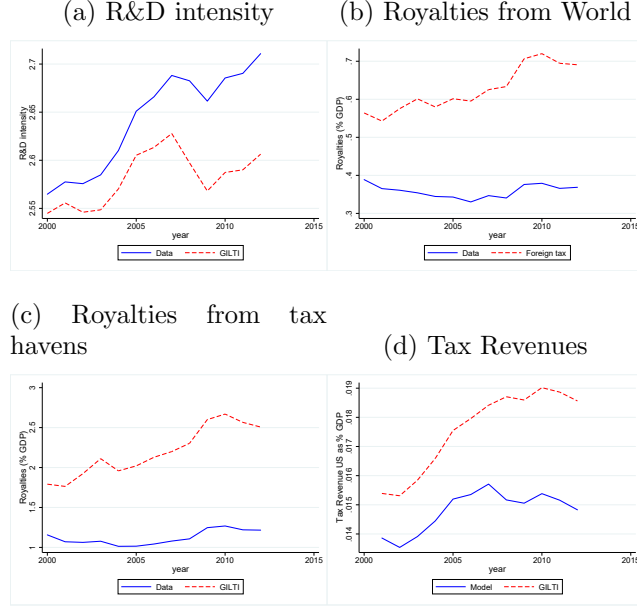 (a) R&D intensity
R&D intensity
2.7
2.65
2.6
2.55
2000 2005 2010 2015
year
Data GILTI
(b) Royalties from World
Royalties (% GDP)
.7
.6
.5
.4
.3
2000 2005 2010 2015
year
Data Foreign tax
(c) Royalties from tax
havens
Royalties (% GDP)
3
2.5
2
1.5
1
2000 2005 2010 2015
year
Data GILTI
(d) Tax Revenues
Tax Revenue US as % GDP
.019
.018
.017
.016
.015
.014
2000 2005 2010 2015
year
Model GILTI